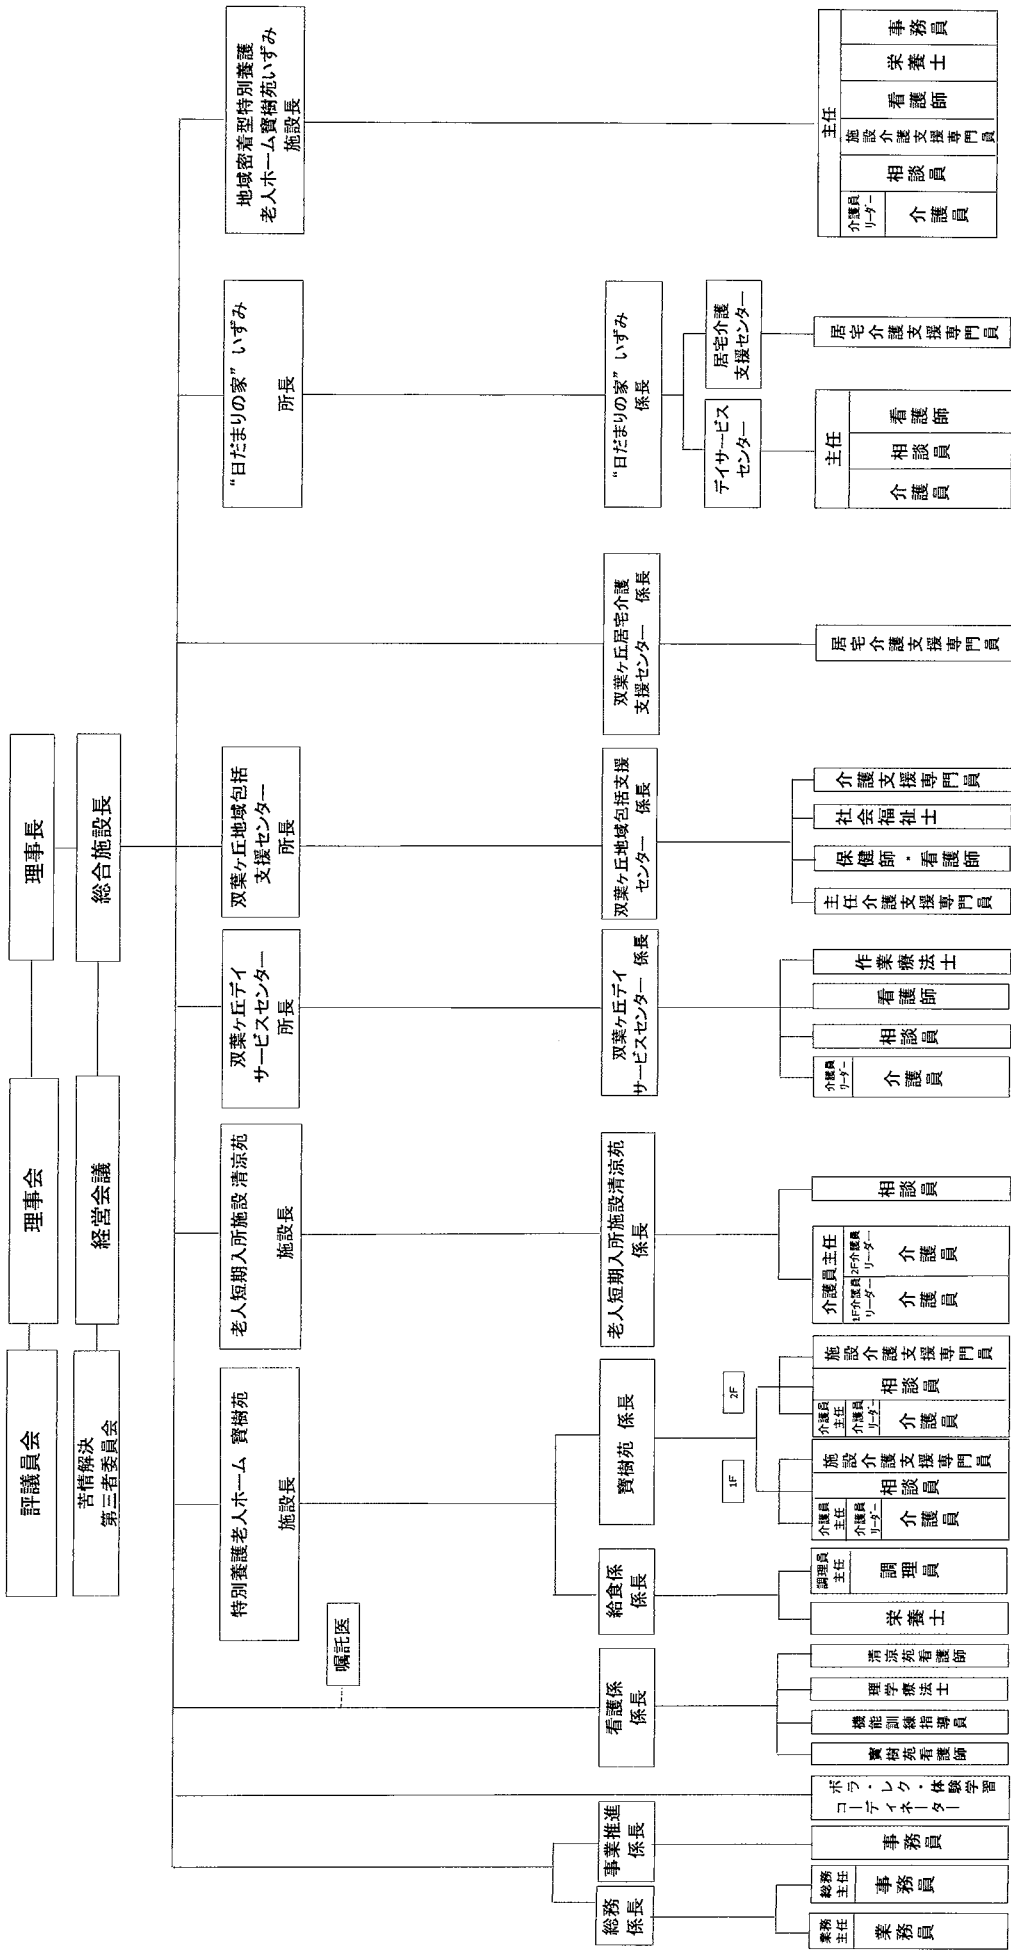 評議員会
理事会
理事長
苦情解決
第三者委員会
経営会議
総合施設長
特別養護老人ホーム 寳樹苑
施設長
老人短期入所施設 清涼苑
施設長
双葉ヶ丘デイ
サービスセンター
所長
双葉ヶ丘地域包括
支援センター
所長
“日だまりの家” いずみ
所長
地域密着型特別養護
老人ホーム寳樹苑いずみ
施設長
嘱託医
総務
係長
事業推進
係長
看護係
係長
給食係
係長
寳樹苑 係長
老人短期入所施設清涼苑
係長
双葉ヶ丘デイ
サービスセンター 係長
双葉ヶ丘地域包括支援
センター 係長
双葉ヶ丘居宅介護
支援センター 係長
“日だまりの家” いずみ
係長
デイサービス
センター
居宅介護
支援センター
1F
2F
業務
主任
業務員
総務
主任
事務員
事務員
ボラ・レク・体験学習
コーディネーター
寳樹苑看護師
機能訓練指導員
理学療法士
清涼苑看護師
栄養士
調理員
主任
調理員
介護員
主任
介護員
リーダー
介護員
相談員
施設介護支援専門員
介護員
主任
介護員
リーダー
介護員
相談員
施設介護支援専門員
介護員主任
1F介護員
リーダー
介護員
2F介護員
リーダー
介護員
相談員
介護員
リーダー
介護員
相談員
看護師
作業療法士
主任介護支援専門員
保健師・看護師
社会福祉士
介護支援専門員
居宅介護支援専門員
主任
介護員
相談員
看護師
居宅介護支援専門員
主任
介護員
リーダー
介護員
相談員
施設介護支援専門員
看護師
栄養士
事務員